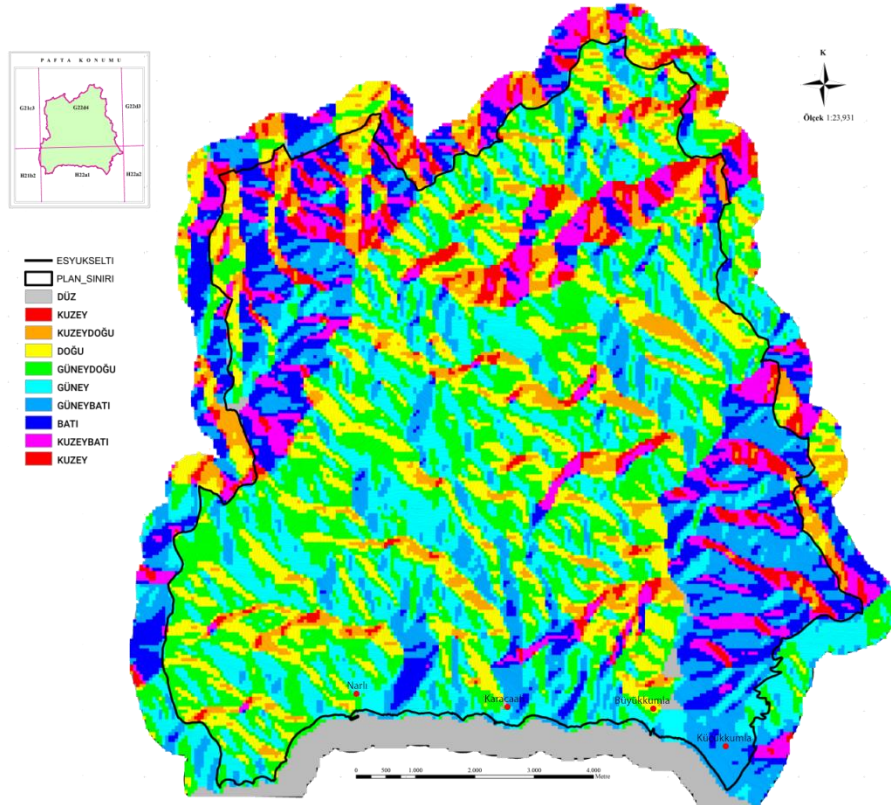 PAFTA KONUMU
G21c3
G22d4
G22d3
H21b2
H22a1
H22a2
K
Ölçek 1:23,931
ESYUKSELTI
PLAN_SINIRI
DÜZ
KUZEY
KUZEYDOĞU
DOĞU
GÜNEYDOĞU
GÜNEY
GÜNEYBATI
BATI
KUZEYBATI
KUZEY
Narlı
Büyükkumla
Küçükkumla
0 500 1.000 2.000 3.000 4.000
Metre